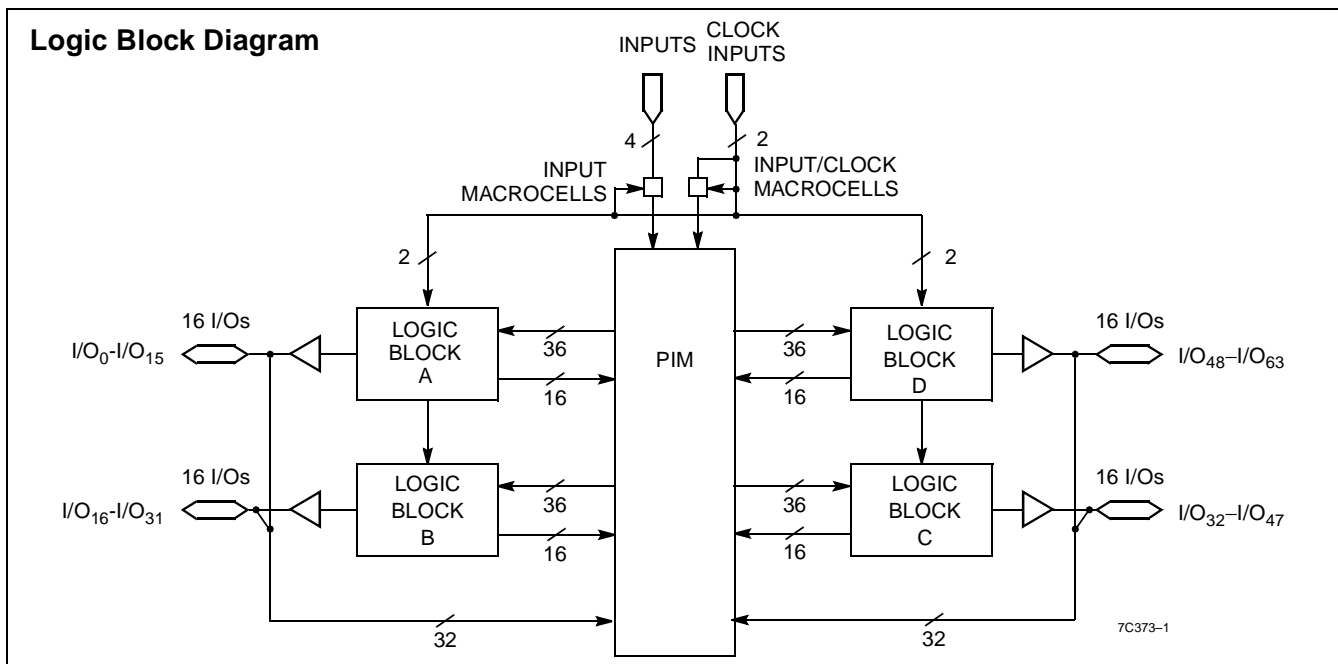 Logic Block Diagram
INPUTS
CLOCK
INPUTS
4
2
INPUT
MACROCELLS
INPUT/CLOCK
MACROCELLS
2
2
16 I/Os
I/O0-I/O15
LOGIC
BLOCK
A
36
16
PIM
36
16
LOGIC
BLOCK
D
16 I/Os
I/O48–I/O63
16 I/Os
I/O16-I/O31
LOGIC
BLOCK
B
36
16
36
16
LOGIC
BLOCK
C
16 I/Os
I/O32–I/O47
32
32
7C373–1